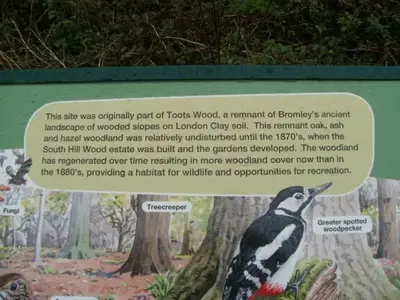 This site was originally part of Toots Wood, a remnant of Bromley's ancient
landscape of wooded slopes on London Clay soil. This remnant oak, ash
and hazel woodland was relatively undisturbed until the 1870's, when the
South Hill Wood estate was built and the gardens developed. The woodland
has regenerated over time resulting in more woodland cover now than in
the 1880's, providing a habitat for wildlife and opportunities for recreation.
Fungi
Treecreeper
Greater spotted
woodpecker